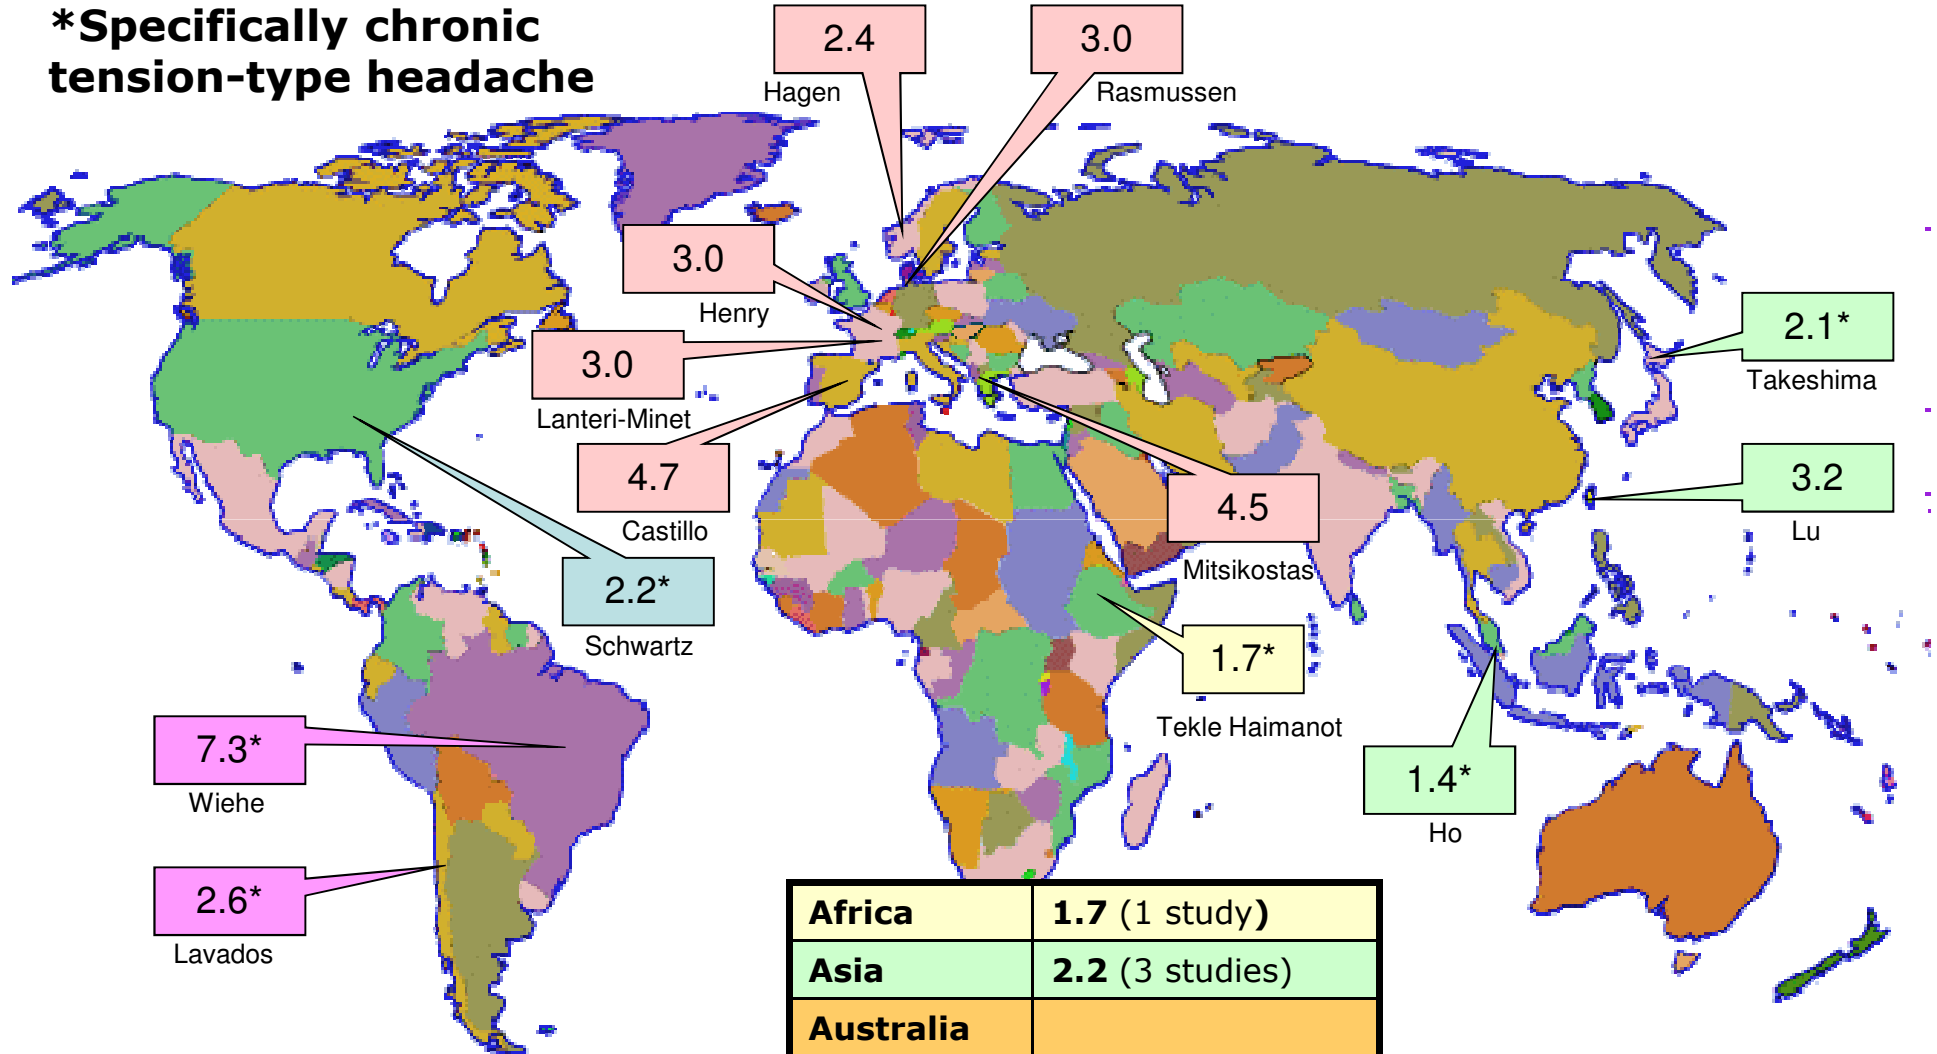 *Specifically chronic
tension-type headache
2.4
Hagen
3.0
Rasmussen
3.0
Henry
3.0
Lanteri-Minet
4.7
Castillo
2.2*
Schwartz
4.5
Mitsikostas
2.1*
Takeshima
3.2
Lu
1.7*
Tekle Haimanot
1.4*
Ho
7.3*
Wiehe
2.6*
Lavados
Africa 1.7 (1 study)
Asia 2.2 (3 studies)
Australia